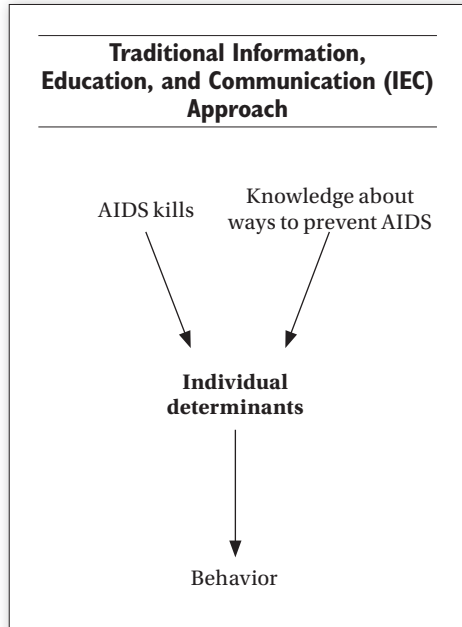 Traditional Information,
Education, and Communication (IEC)
Approach
AIDS kills
Knowledge about
ways to prevent AIDS
Individual
determinants
Behavior